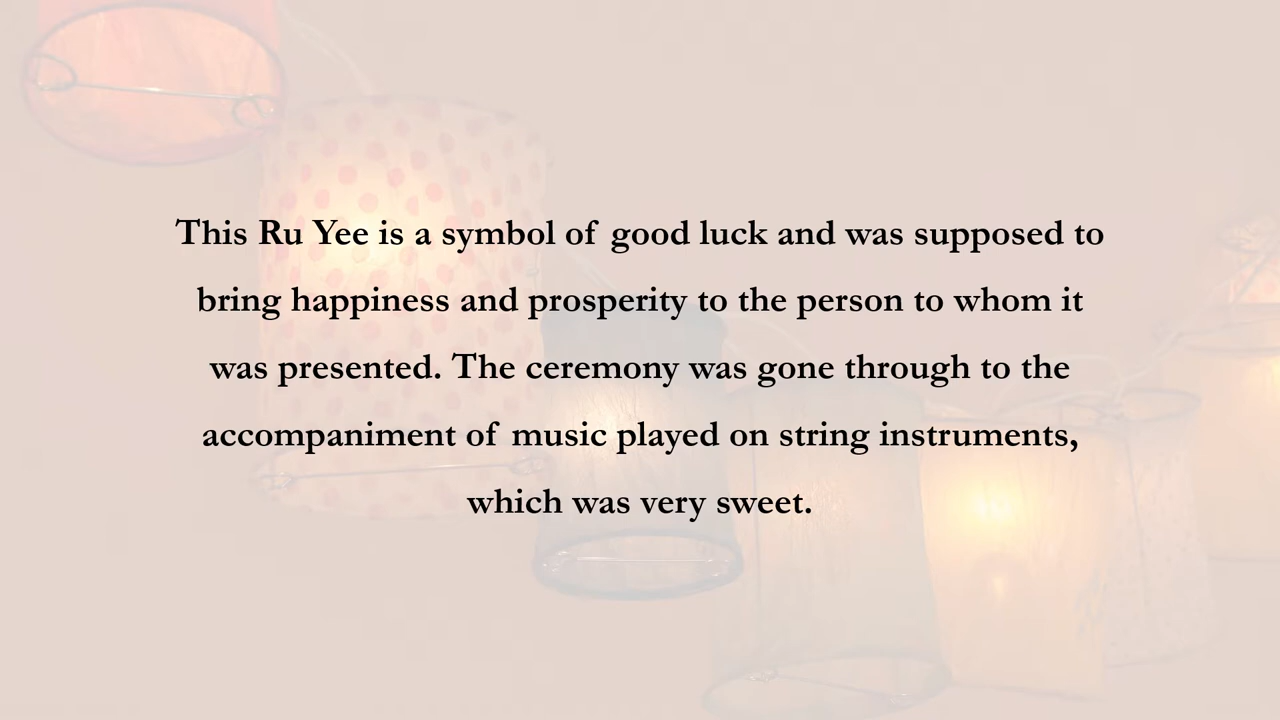 This Ru Yee is a symbol of good luck and was supposed to
bring happiness and prosperity to the person to whom it
was presented. The ceremony was gone through to the
accompaniment of music played on string instruments,
which was very sweet.